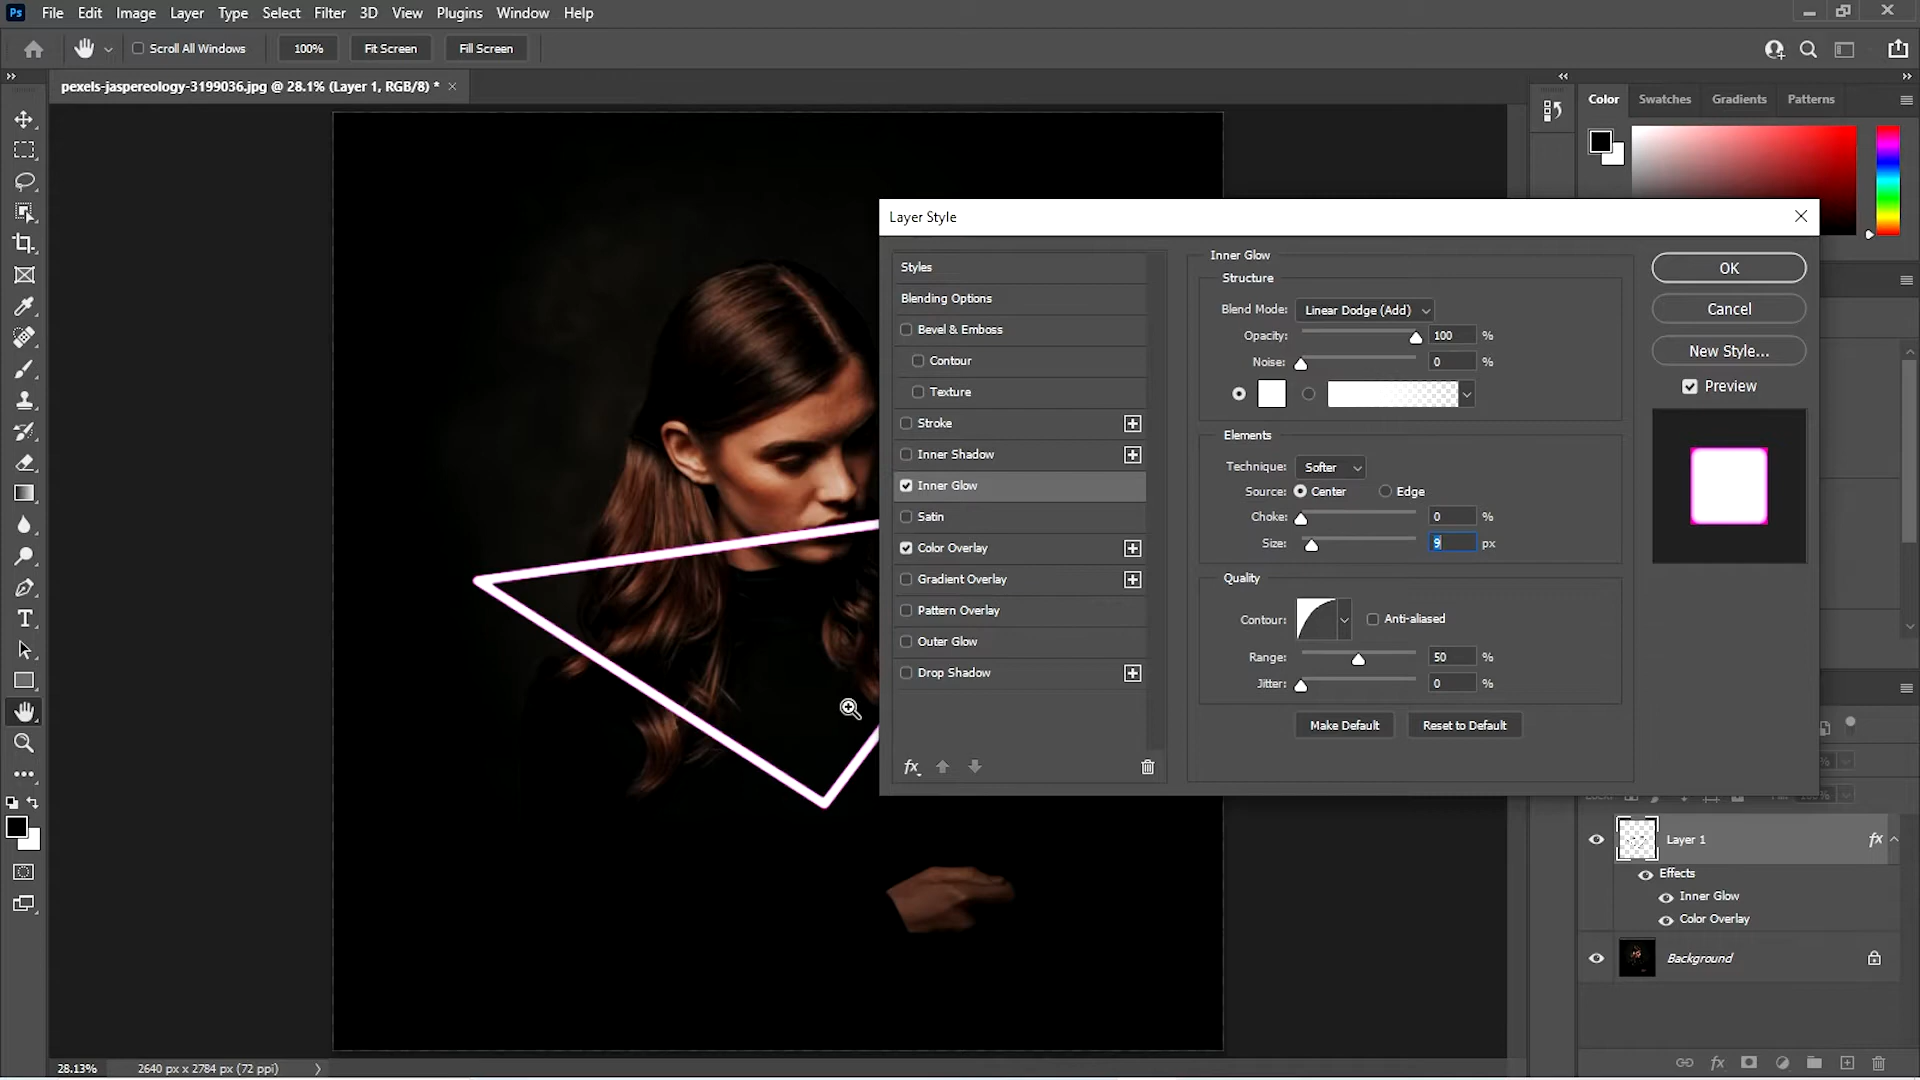 Ps File Edit Image Layer Type Select Filter 3D View Plugins Window Help
Scroll All Windows 100% Fit Screen Fill Screen
pexels-jaspereology-3199036.jpg @ 28.1% (Layer 1, RGB/8) *
Color Swatches Gradients Patterns
Layer Style
Styles
Blending Options
Bevel & Emboss
Contour
Texture
Stroke
Inner Shadow
Inner Glow
Satin
Color Overlay
Gradient Overlay
Pattern Overlay
Outer Glow
Drop Shadow
fx
Inner Glow
Structure
Blend Mode: Linear Dodge (Add)
Opacity: 100 %
Noise: 0 %
Elements
Technique: Softer
Source: Center Edge
Choke: 0 %
Size: 9 px
Quality
Contour: Anti-aliased
Range: 50 %
Jitter: 0 %
Make Default Reset to Default
OK
Cancel
New Style...
Preview
Layer 1 fx
Effects
Inner Glow
Color Overlay
Background
T
28.13% 2640 px x 2784 px (72 ppi)
fx